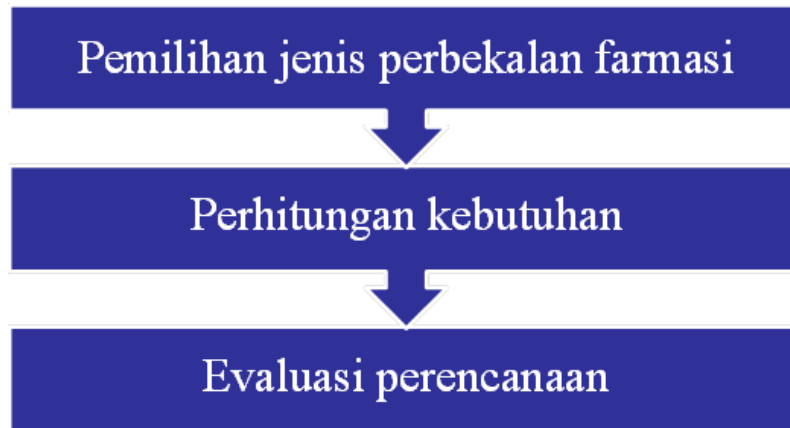 Pemilihan jenis perbekalan farmasi
Perhitungan kebutuhan
Evaluasi perencanaan